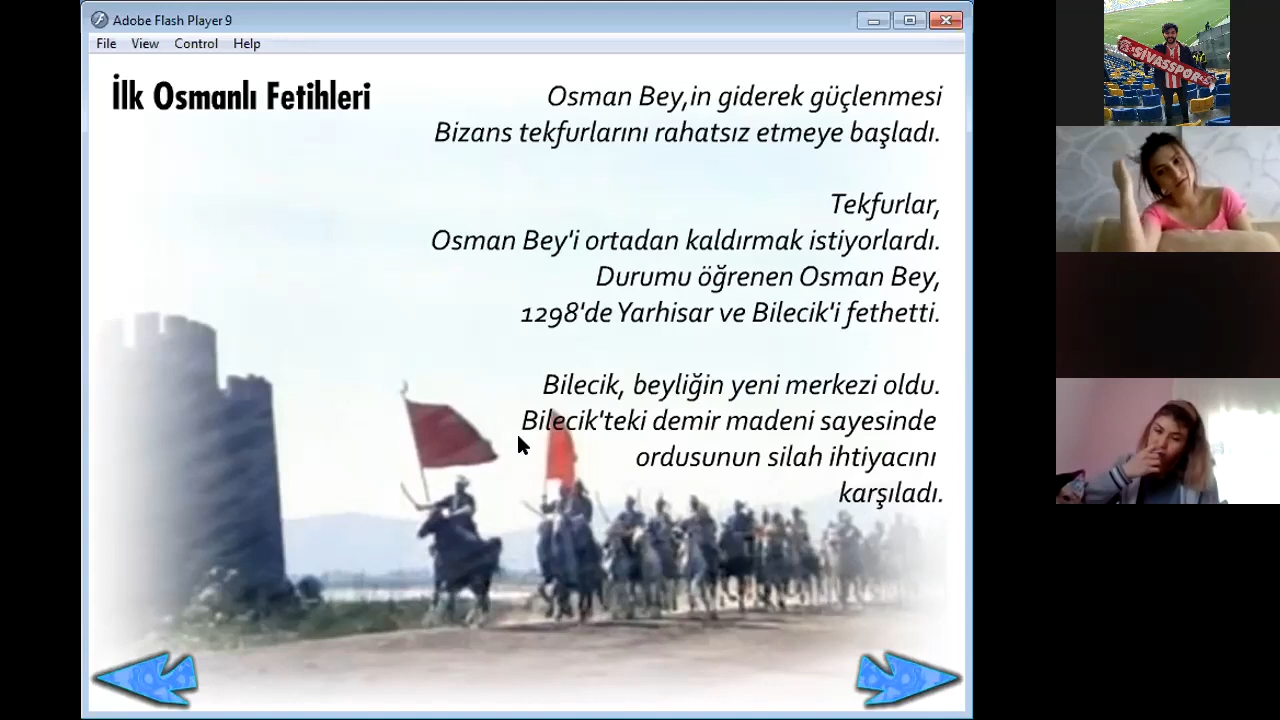 Adobe Flash Player 9
File View Control Help
İlk Osmanlı Fetihleri
Osman Bey,in giderek güçlenmesi
Bizans tekfurlarını rahatsız etmeye başladı.
Tekfurlar,
Osman Bey'i ortadan kaldırmak istiyorlardı.
Durumu öğrenen Osman Bey,
1298'de Yarhisar ve Bilecik'i fethetti.
Bilecik, beyliğin yeni merkezi oldu.
Bilecik'teki demir madeni sayesinde
ordusunun silah ihtiyacını
karşıladı.
SİVASSPOR